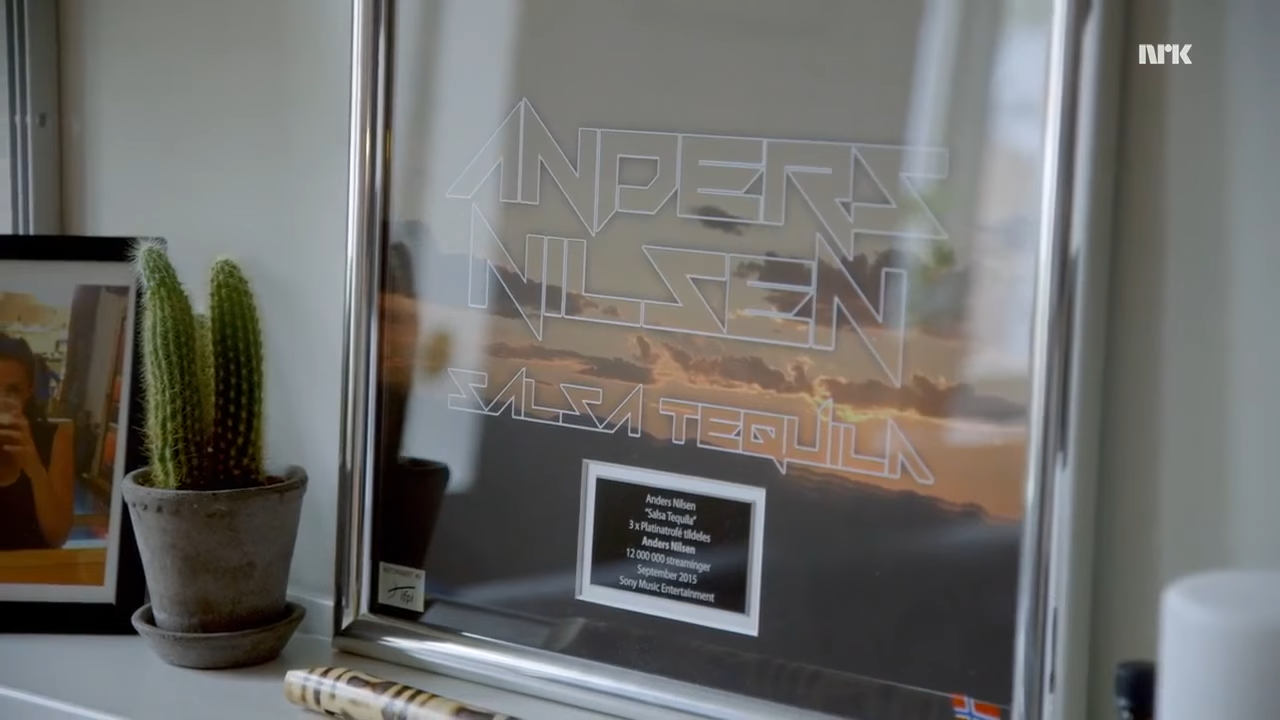 nrk
ANDERS
NILSEN
SALSA TEQUILA
Anders Nilsen
"Salsa Tequila"
3 x Platinatrofé tildeles
Anders Nilsen
12 000 000 streaminger
September 2015
Sony Music Entertainment
ifpi